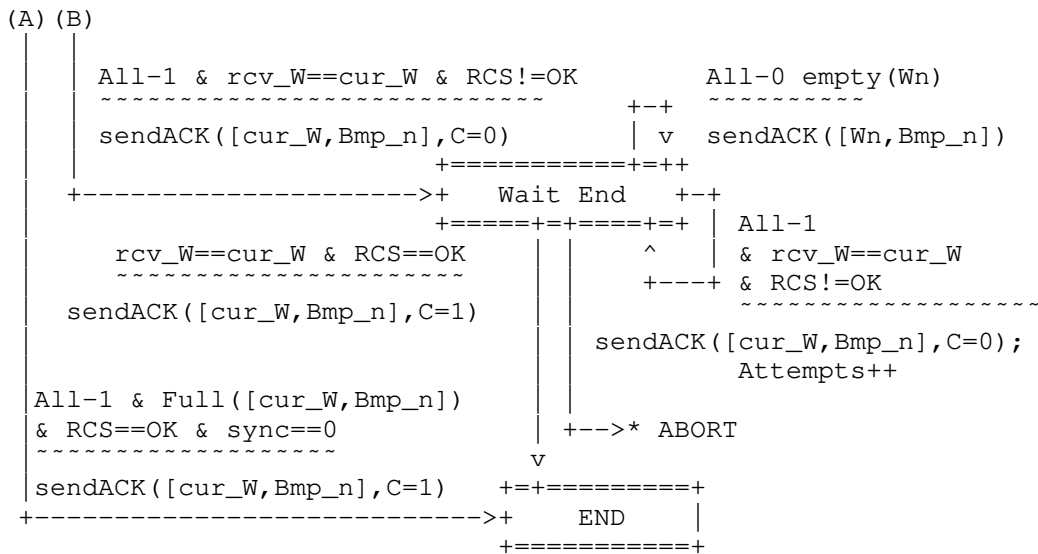 (A)(B)
All-1 & rcv_W==cur_W & RCS!=OK All-0 empty(Wn)
sendACK([cur_W,Bmp_n],C=0) v sendACK([Wn,Bmp_n])
Wait End
All-1
rcv_W==cur_W & RCS==OK & rcv_W==cur_W
& RCS!=OK
sendACK([cur_W,Bmp_n],C=1)
sendACK([cur_W,Bmp_n],C=0);
Attempts++
All-1 & Full([cur_W,Bmp_n])
& RCS==OK & sync==0 ABORT
v
sendACK([cur_W,Bmp_n],C=1)
END